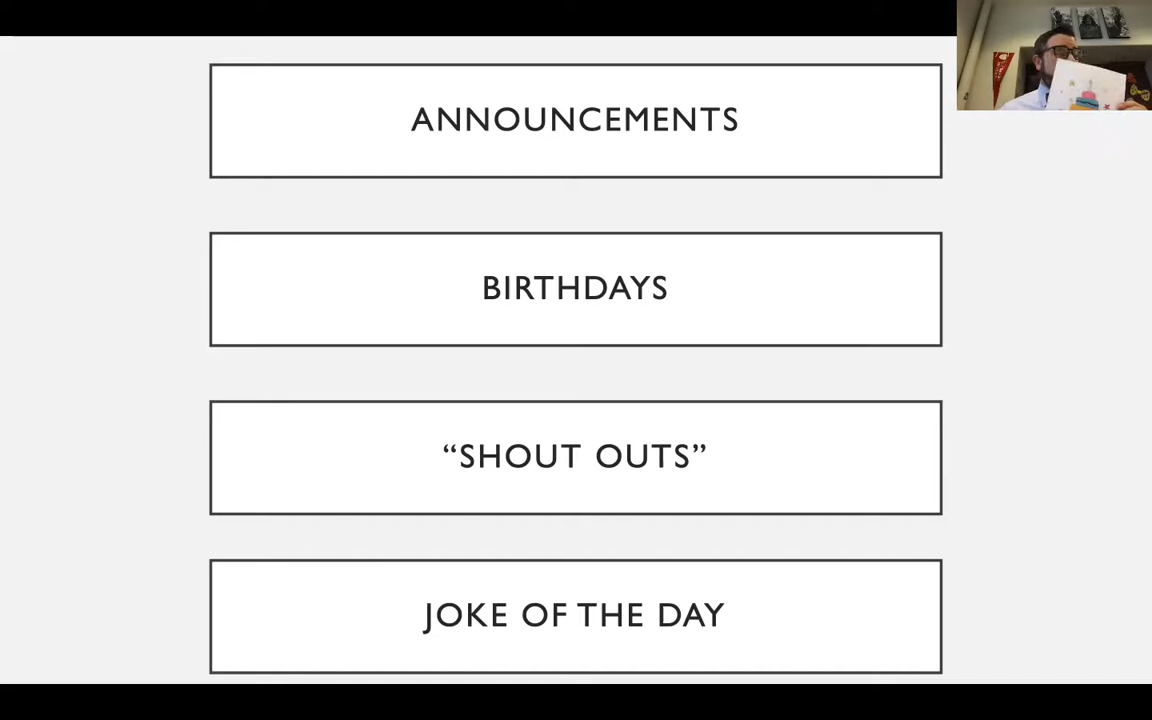 ANNOUNCEMENTS
BIRTHDAYS
“SHOUT OUTS”
JOKE OF THE DAY